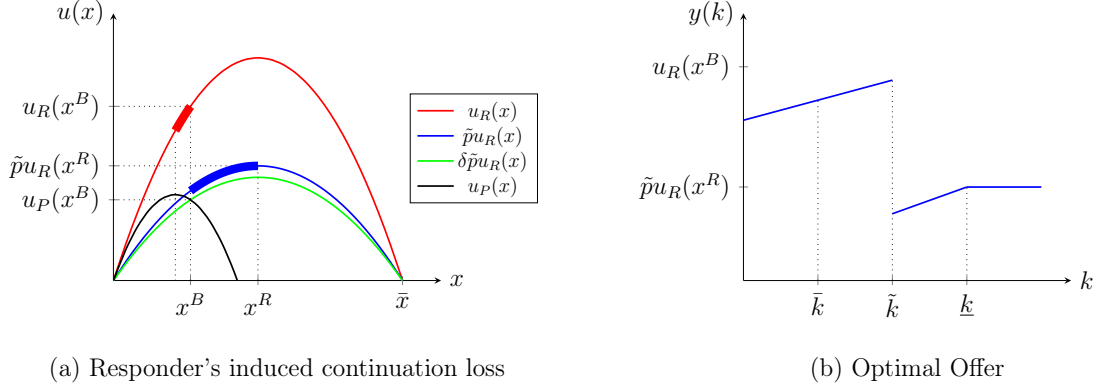 u(x)
u_R(x^B)
p̃u_R(x^R)
u_P(x^B)
x^B
x^R
x̄
x
u_R(x)
p̃u_R(x)
δp̃u_R(x)
u_P(x)
(a) Responder's induced continuation loss
y(k)
u_R(x^B)
p̃u_R(x^R)
k̄
k̃
k̲
k
(b) Optimal Offer